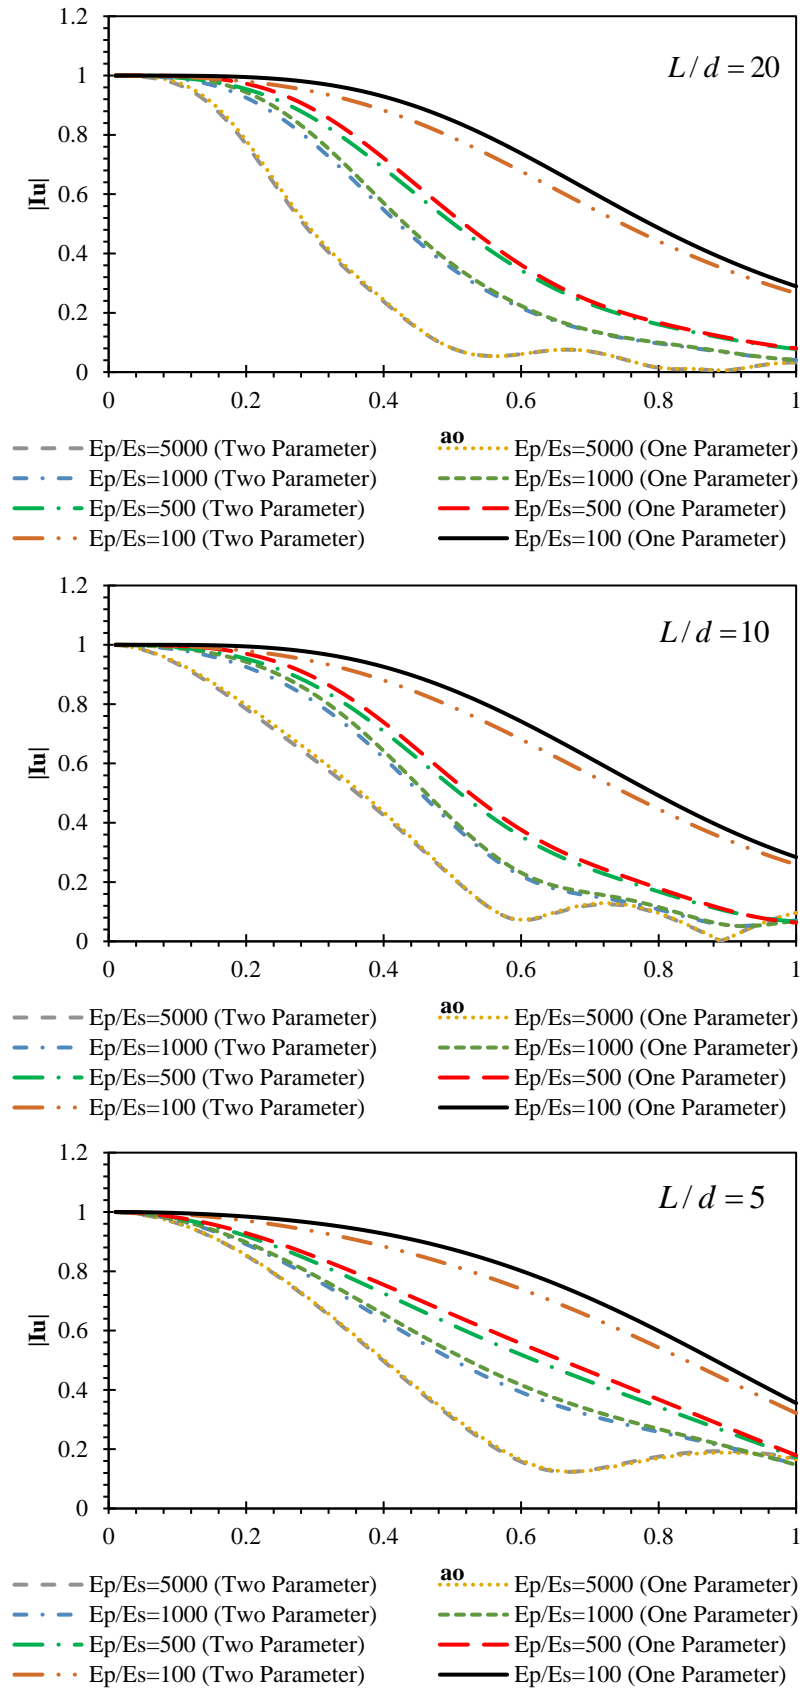 1.2
L/d = 20
1
0.8
|Iu|
0.6
0.4
0.2
0
0 0.2 0.4 0.6 0.8 1
ao
Ep/Es=5000 (Two Parameter) Ep/Es=5000 (One Parameter)
Ep/Es=1000 (Two Parameter) Ep/Es=1000 (One Parameter)
Ep/Es=500 (Two Parameter) Ep/Es=500 (One Parameter)
Ep/Es=100 (Two Parameter) Ep/Es=100 (One Parameter)
1.2
L/d = 10
1
0.8
|Iu|
0.6
0.4
0.2
0
0 0.2 0.4 0.6 0.8 1
ao
Ep/Es=5000 (Two Parameter) Ep/Es=5000 (One Parameter)
Ep/Es=1000 (Two Parameter) Ep/Es=1000 (One Parameter)
Ep/Es=500 (Two Parameter) Ep/Es=500 (One Parameter)
Ep/Es=100 (Two Parameter) Ep/Es=100 (One Parameter)
1.2
L/d = 5
1
0.8
|Iu|
0.6
0.4
0.2
0
0 0.2 0.4 0.6 0.8 1
ao
Ep/Es=5000 (Two Parameter) Ep/Es=5000 (One Parameter)
Ep/Es=1000 (Two Parameter) Ep/Es=1000 (One Parameter)
Ep/Es=500 (Two Parameter) Ep/Es=500 (One Parameter)
Ep/Es=100 (Two Parameter) Ep/Es=100 (One Parameter)